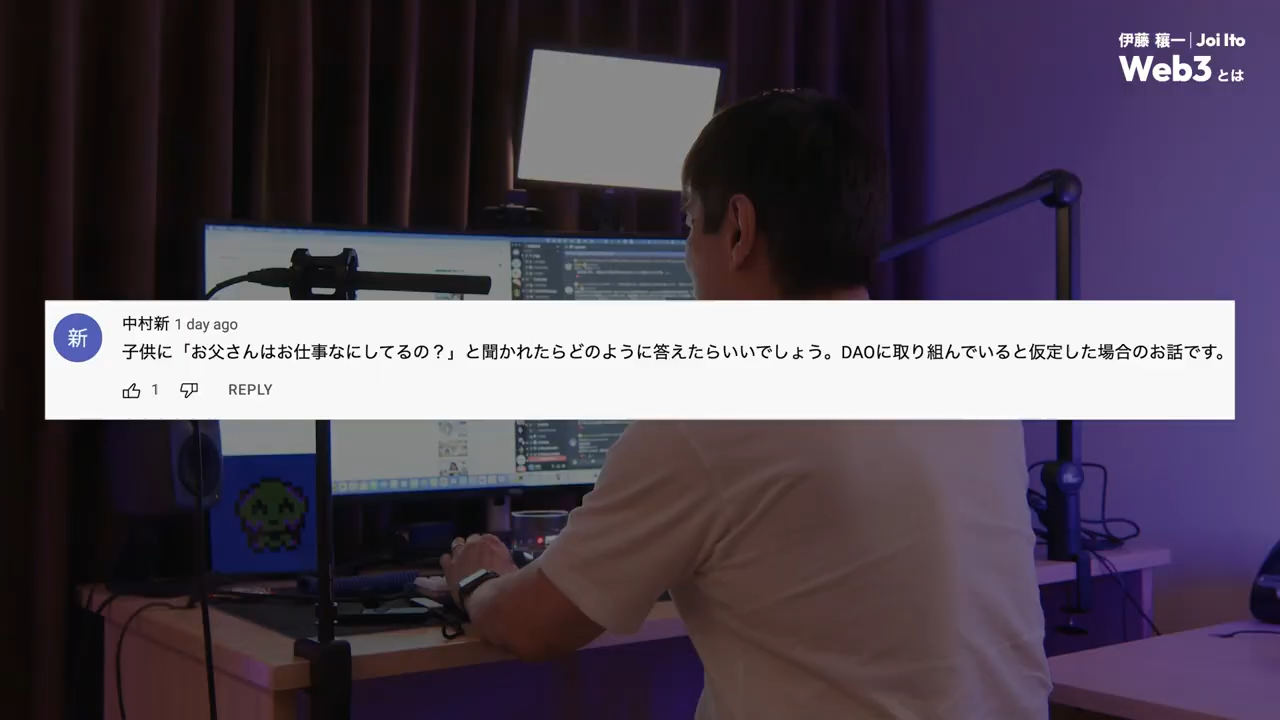 伊藤 穰一 | Joi Ito
Web3 とは
新
中村新 1 day ago
子供に「お父さんはお仕事なにしてるの？」と聞かれたらどのように答えたらいいでしょう。DAOに取り組んでいると仮定した場合のお話です。
1
REPLY